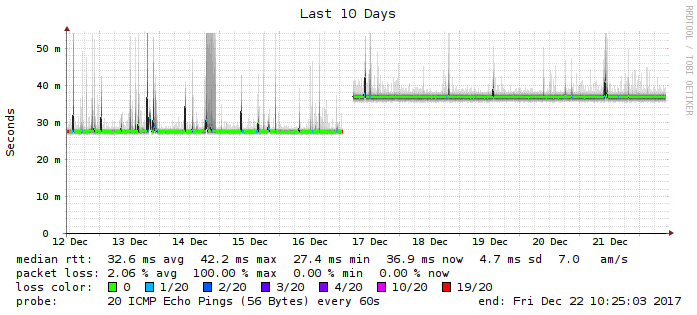 Last 10 Days
RRDTOOL / TOBI OETIKER
Seconds
50 m
40 m
30 m
20 m
10 m
0
12 Dec 13 Dec 14 Dec 15 Dec 16 Dec 17 Dec 18 Dec 19 Dec 20 Dec 21 Dec
median rtt: 32.6 ms avg 42.2 ms max 27.4 ms min 36.9 ms now 4.7 ms sd 7.0 am/s
packet loss: 2.06 % avg 100.00 % max 0.00 % min 0.00 % now
loss color: 0 1/20 2/20 3/20 4/20 10/20 19/20
probe: 20 ICMP Echo Pings (56 Bytes) every 60s end: Fri Dec 22 10:25:03 2017